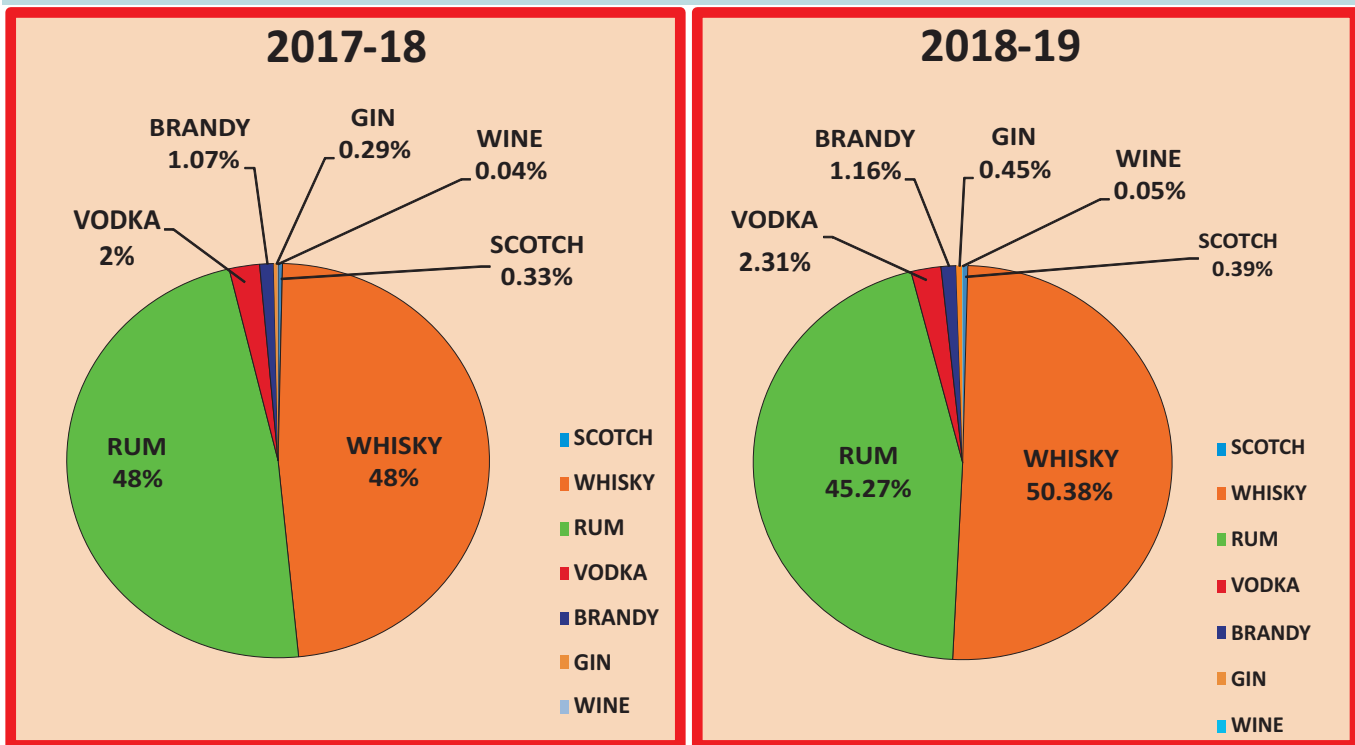 2017-18
BRANDY
1.07%
GIN
0.29%
WINE
0.04%
VODKA
2%
SCOTCH
0.33%
RUM
48%
WHISKY
48%
SCOTCH
WHISKY
RUM
VODKA
BRANDY
GIN
WINE
2018-19
BRANDY
1.16%
GIN
0.45%
WINE
0.05%
VODKA
2.31%
SCOTCH
0.39%
RUM
45.27%
WHISKY
50.38%
SCOTCH
WHISKY
RUM
VODKA
BRANDY
GIN
WINE